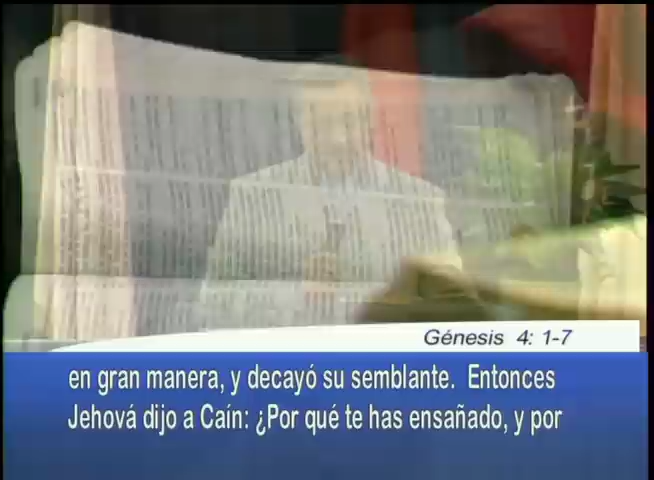 Génesis 4: 1-7
en gran manera, y decayó su semblante. Entonces
Jehová dijo a Caín: ¿Por qué te has ensañado, y por